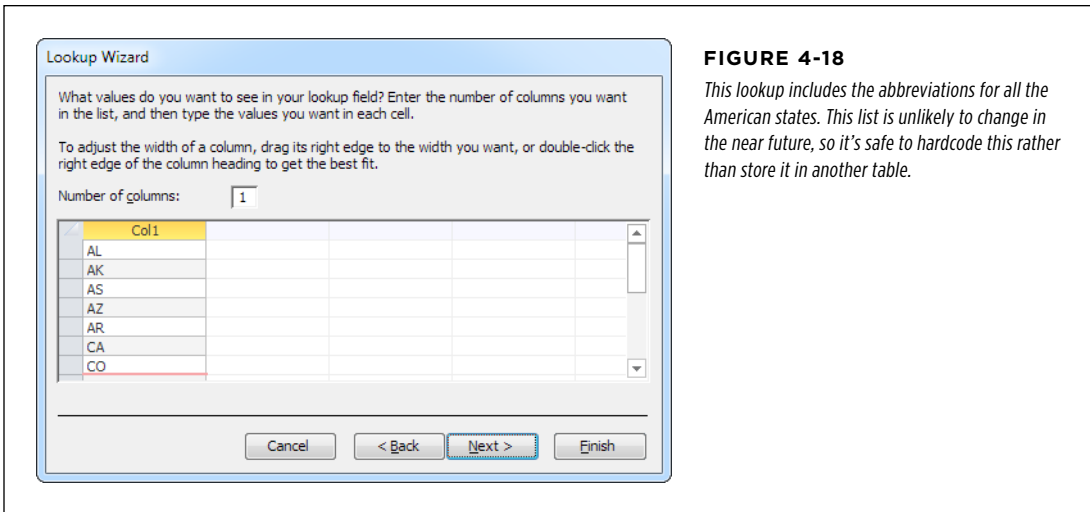 Lookup Wizard
What values do you want to see in your lookup field? Enter the number of columns you want
in the list, and then type the values you want in each cell.
To adjust the width of a column, drag its right edge to the width you want, or double-click the
right edge of the column heading to get the best fit.
Number of columns: 1
Col1
AL
AK
AS
AZ
AR
CA
CO
Cancel < Back Next > Finish
FIGURE 4-18
This lookup includes the abbreviations for all the
American states. This list is unlikely to change in
the near future, so it's safe to hardcode this rather
than store it in another table.